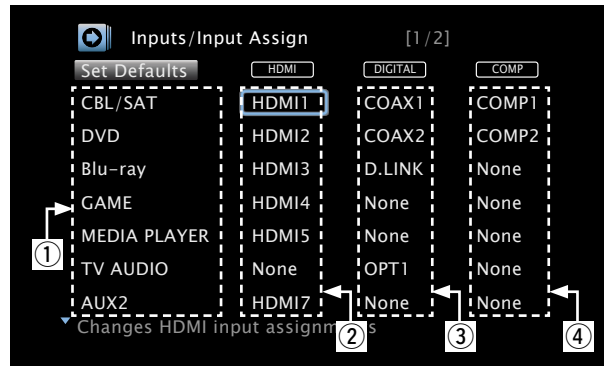 Inputs/Input Assign [1/2]
Set Defaults HDMI DIGITAL COMP
CBL/SAT HDMI1 COAX1 COMP1
DVD HDMI2 COAX2 COMP2
Blu-ray HDMI3 D.LINK None
GAME HDMI4 None None
① MEDIA PLAYER HDMI5 None None
TV AUDIO None OPT1 None
AUX2 HDMI7 None None
Changes HDMI input assignm s
② ③ ④